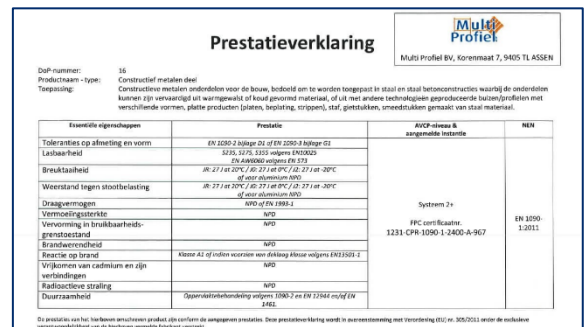 Prestatieverklaring
Multi
Profiel
Multi Profiel BV, Korenmaat 7, 9405 TL ASSEN
DoP-nummer: 16
Productnaam - type: Constructief metalen deel
Toepassing: Constructieve metalen onderdelen voor de bouw, bedoeld om te worden toegepast in staal en staal betonconstructies waarbij de onderdelen
kunnen zijn vervaardigd uit warmgewalst of koud gevormd materiaal, of uit met andere technologieën geproduceerde buizen/profielen met
verschillende vormen, platte producten (platen, beplating, strippen), staf, gietstukken, smeedstukken gemaakt van staal materiaal.
Essentiële eigenschappen Prestatie AVCP-niveau & NEN
aangemelde instantie
Toleranties op afmeting en vorm EN 1090-2 bijlage D1 of EN 1090-3 bijlage G1
Lasbaarheid S235, S275, S355 volgens EN10025
EN AW6060 volgens EN 573
Breuktaaiheid JR: 27 J at 20°C / J0: 27 J at 0°C / J2: 27 J at -20°C
of voor aluminium NPD
Weerstand tegen stootbelasting JR: 27 J at 20°C / J0: 27 J at 0°C / J2: 27 J at -20°C
of voor aluminium NPD
Draagvermogen NPD of EN 1993-1
Vermoeiingssterkte NPD
Vervorming in bruikbaarheids-
grenstoestand NPD
Brandwerendheid NPD
Reactie op brand Klasse A1 of indien voorzien van deklaag klasse volgens EN13501-1
Vrijkomen van cadmium en zijn
verbindingen NPD
Radioactieve straling NPD
Duurzaamheid Oppervlaktebehandeling volgens 1090-2 en EN 12944 en/of EN
1461.
Systeem 2+
FPC certificaatnr.
1231-CPR-1090-1-2400-A-967
EN 1090-
1:2011
De prestaties van het hierboven omschreven product zijn conform de aangegeven prestaties. Deze prestatieverklaring wordt in overeenstemming met Verordening (EU) nr. 305/2011 onder de exclusieve